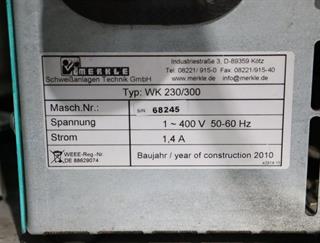 MERKLE
Schweißanlagen Technik GmbH
Industriestraße 3, D-89359 Kötz
Tel: 08221/ 915-0 Fax: 08221/915-40
www.merkle.de info@merkle.de
Typ: WK 230/300
Masch.Nr.: S/N 68245
Spannung 1 ~ 400 V 50-60 Hz
Strom 1,4 A
WEEE-Reg.-Nr.
DE 88629074
Baujahr / year of construction 2010